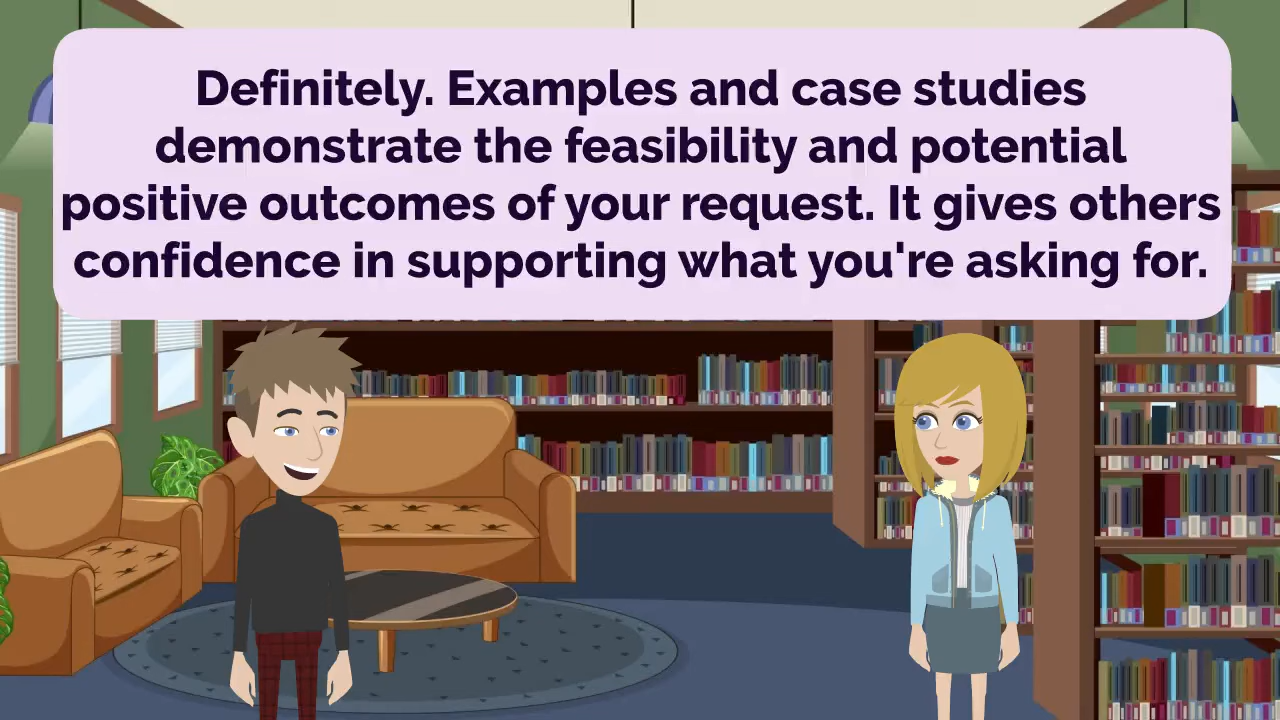 Definitely. Examples and case studies
demonstrate the feasibility and potential
positive outcomes of your request. It gives others
confidence in supporting what you're asking for.